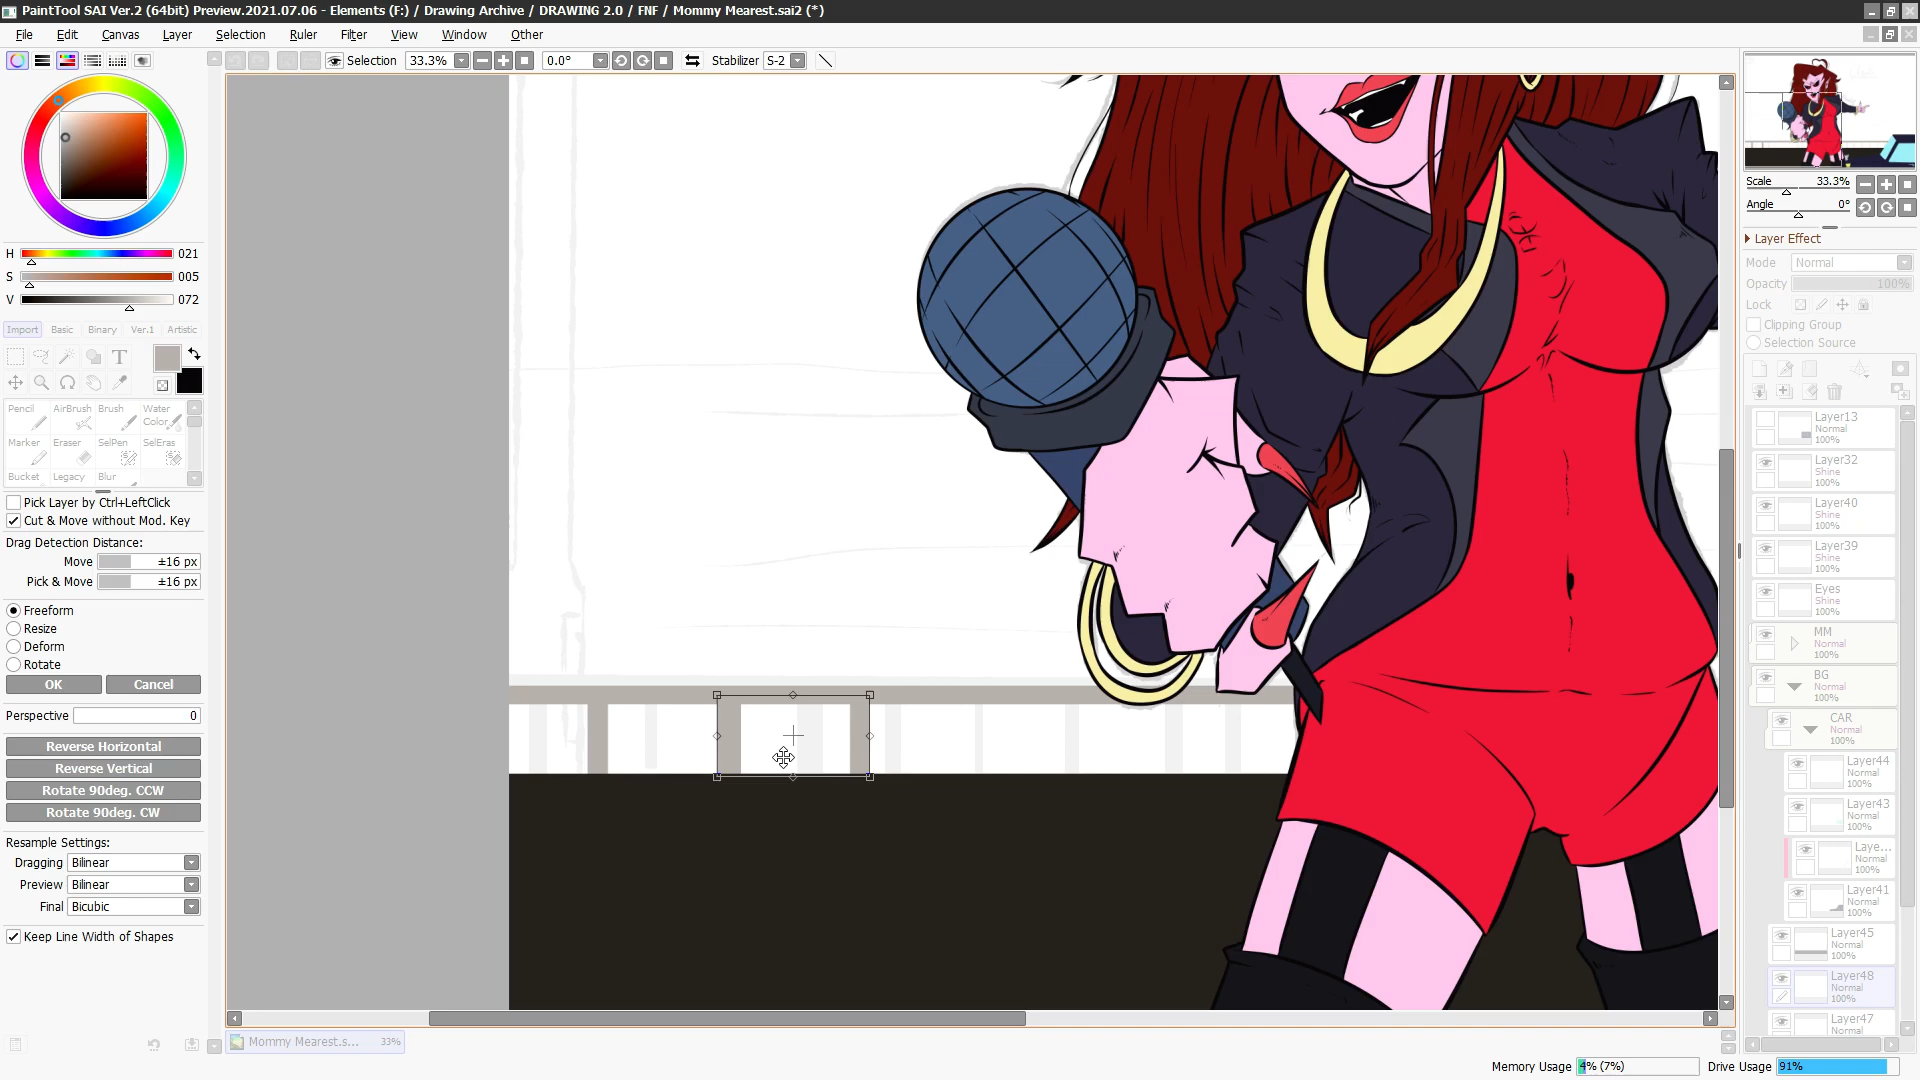 PaintTool SAI Ver.2 (64bit) Preview.2021.07.06 - Elements (F:) / Drawing Archive / DRAWING 2.0 / FNF / Mommy Mearest.sai2 (*)
File Edit Canvas Layer Selection Ruler Filter View Window Other
Selection 33.3% 0.0° Stabilizer S-2
H 021
S 005
V 072
Import Basic Binary Ver.1 Artistic
T
Pencil AirBrush Brush Water Color
Marker Eraser SelPen SelEras
Bucket Legacy Blur
Pick Layer by Ctrl+LeftClick
Cut & Move without Mod. Key
Drag Detection Distance:
Move ±16 px
Pick & Move ±16 px
Freeform
Resize
Deform
Rotate
OK Cancel
Perspective 0
Reverse Horizontal
Reverse Vertical
Rotate 90deg. CCW
Rotate 90deg. CW
Resample Settings:
Dragging Bilinear
Preview Bilinear
Final Bicubic
Keep Line Width of Shapes
Scale 33.3%
Angle 0°
Layer Effect
Mode Normal
Opacity 100%
Lock
Clipping Group
Selection Source
Layer13
Normal
100%
Layer32
Shine
100%
Layer40
Shine
100%
Layer39
Shine
100%
Eyes
Shine
100%
MM
Normal
100%
BG
Normal
100%
CAR
Normal
100%
Layer44
Normal
100%
Layer43
Normal
100%
Laye...
Normal
100%
Layer41
Normal
100%
Layer45
Normal
100%
Layer48
Normal
100%
Layer47
Normal
Mommy Mearest.s... 33%
Memory Usage 4% (7%) Drive Usage 91%